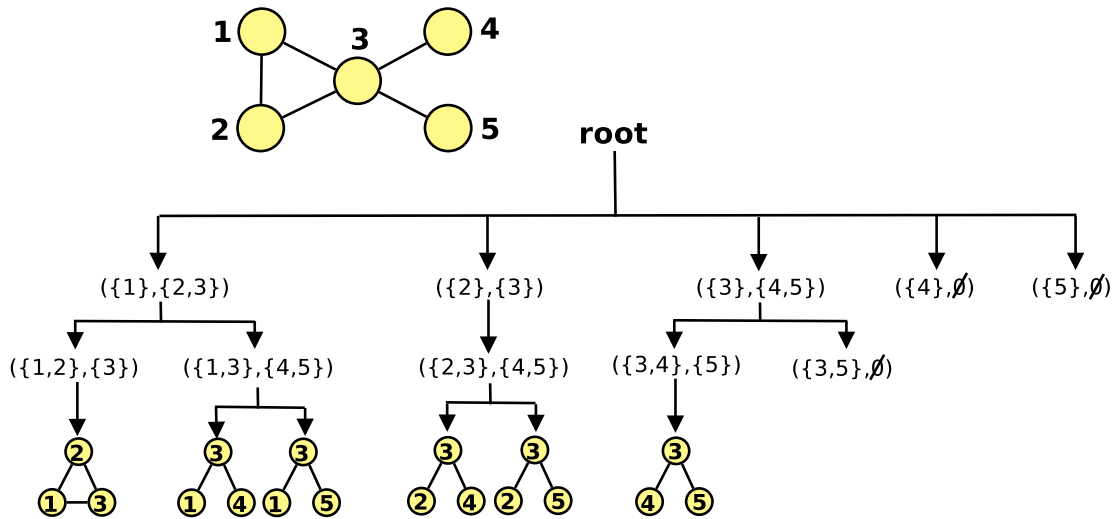 1 3 4
2 5
root
({1},{2,3}) ({2},{3}) ({3},{4,5}) ({4},∅) ({5},∅)
({1,2},{3}) ({1,3},{4,5}) ({2,3},{4,5}) ({3,4},{5}) ({3,5},∅)
2 3 3 3 3 3
1 3 1 4 1 5 2 4 2 5 4 5